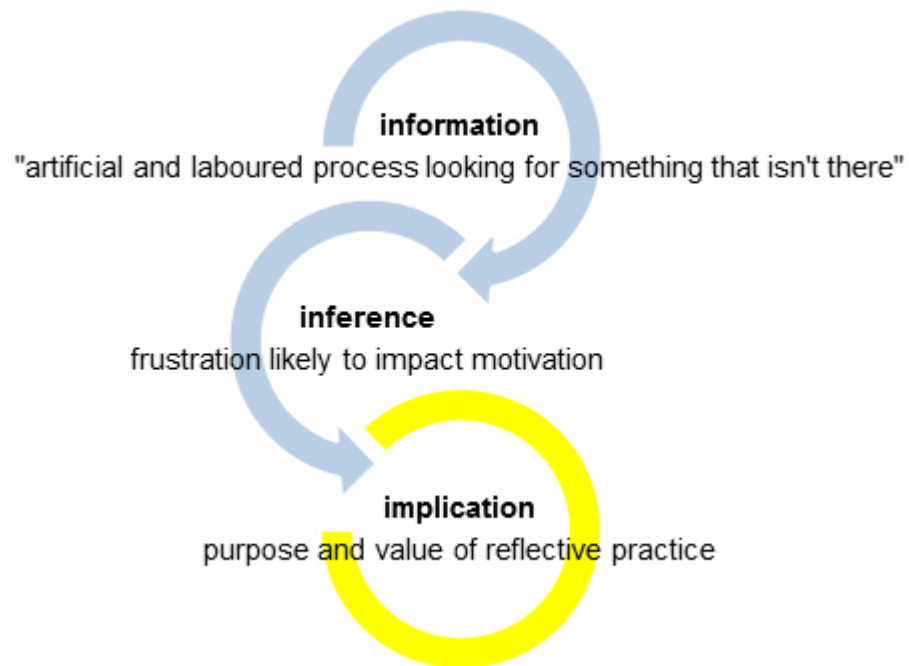 information
"artificial and laboured process looking for something that isn't there"
inference
frustration likely to impact motivation
implication
purpose and value of reflective practice